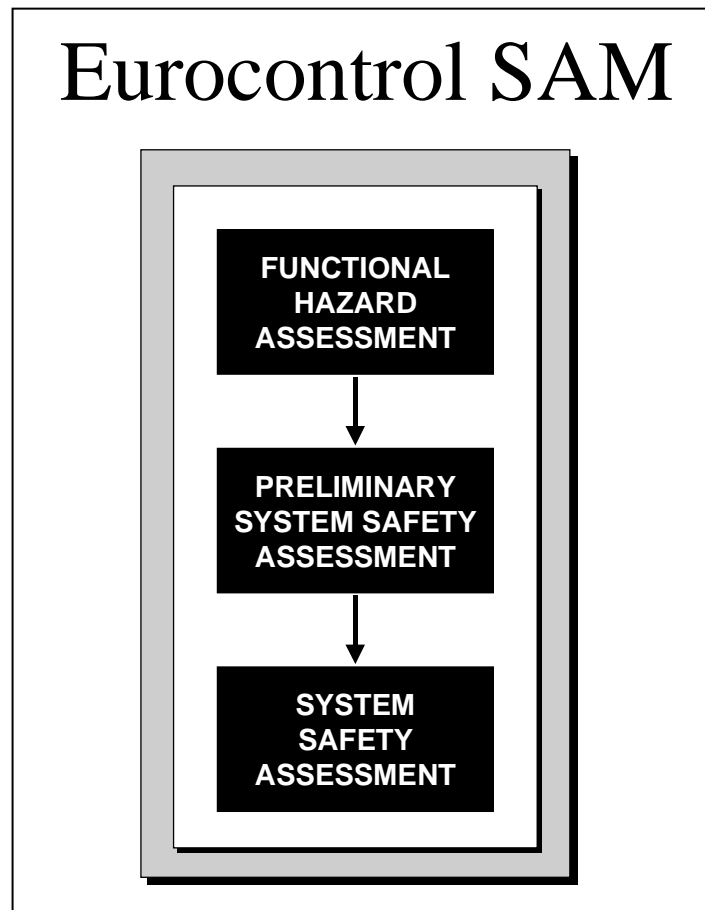 Eurocontrol SAM
FUNCTIONAL
HAZARD
ASSESSMENT
PRELIMINARY
SYSTEM SAFETY
ASSESSMENT
SYSTEM
SAFETY
ASSESSMENT